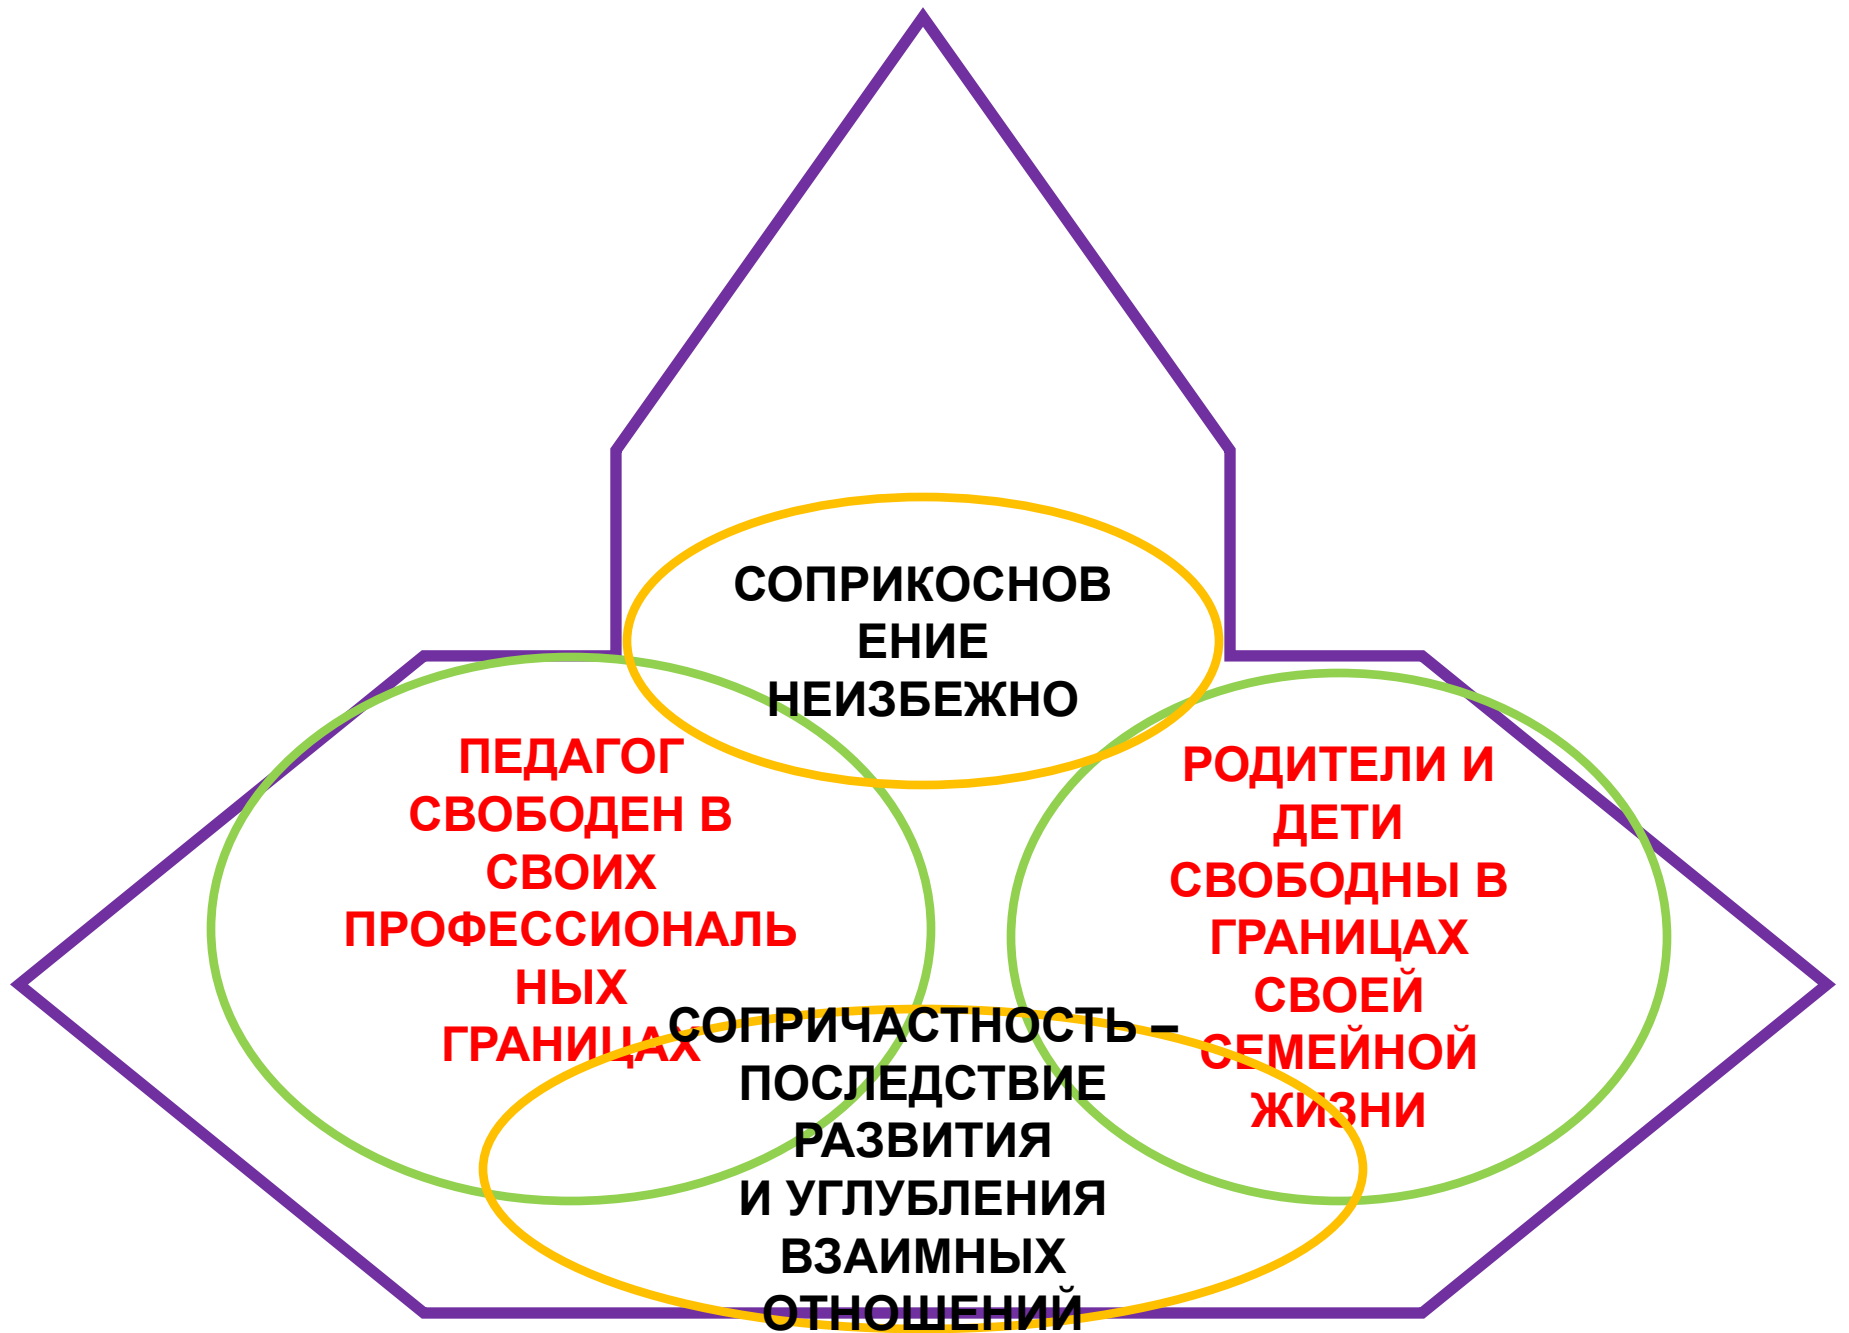 СОПРИКОСНОВ
ЕНИЕ
НЕИЗБЕЖНО
ПЕДАГОГ
СВОБОДЕН В
СВОИХ
ПРОФЕССИОНАЛЬ
НЫХ
ГРАНИЦАХ
РОДИТЕЛИ И
ДЕТИ
СВОБОДНЫ В
ГРАНИЦАХ
СВОЕЙ
СЕМЕЙНОЙ
ЖИЗНИ
СОПРИЧАСТНОСТЬ –
ПОСЛЕДСТВИЕ
РАЗВИТИЯ
И УГЛУБЛЕНИЯ
ВЗАИМНЫХ
ОТНОШЕНИЙ